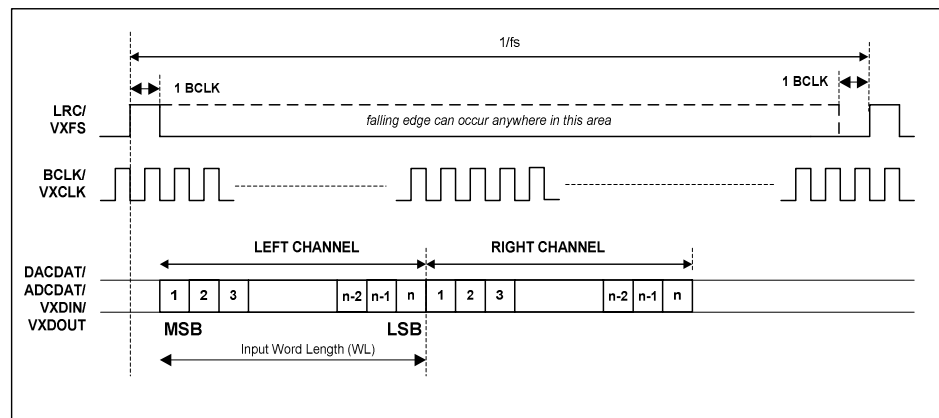 1/fs
1 BCLK
1 BCLK
LRC/
VXFS
falling edge can occur anywhere in this area
BCLK/
VXCLK
LEFT CHANNEL
RIGHT CHANNEL
DACDAT/
ADCDAT/
VXDIN/
VXDOUT
1 2 3 n-2 n-1 n 1 2 3 n-2 n-1 n
MSB
LSB
Input Word Length (WL)